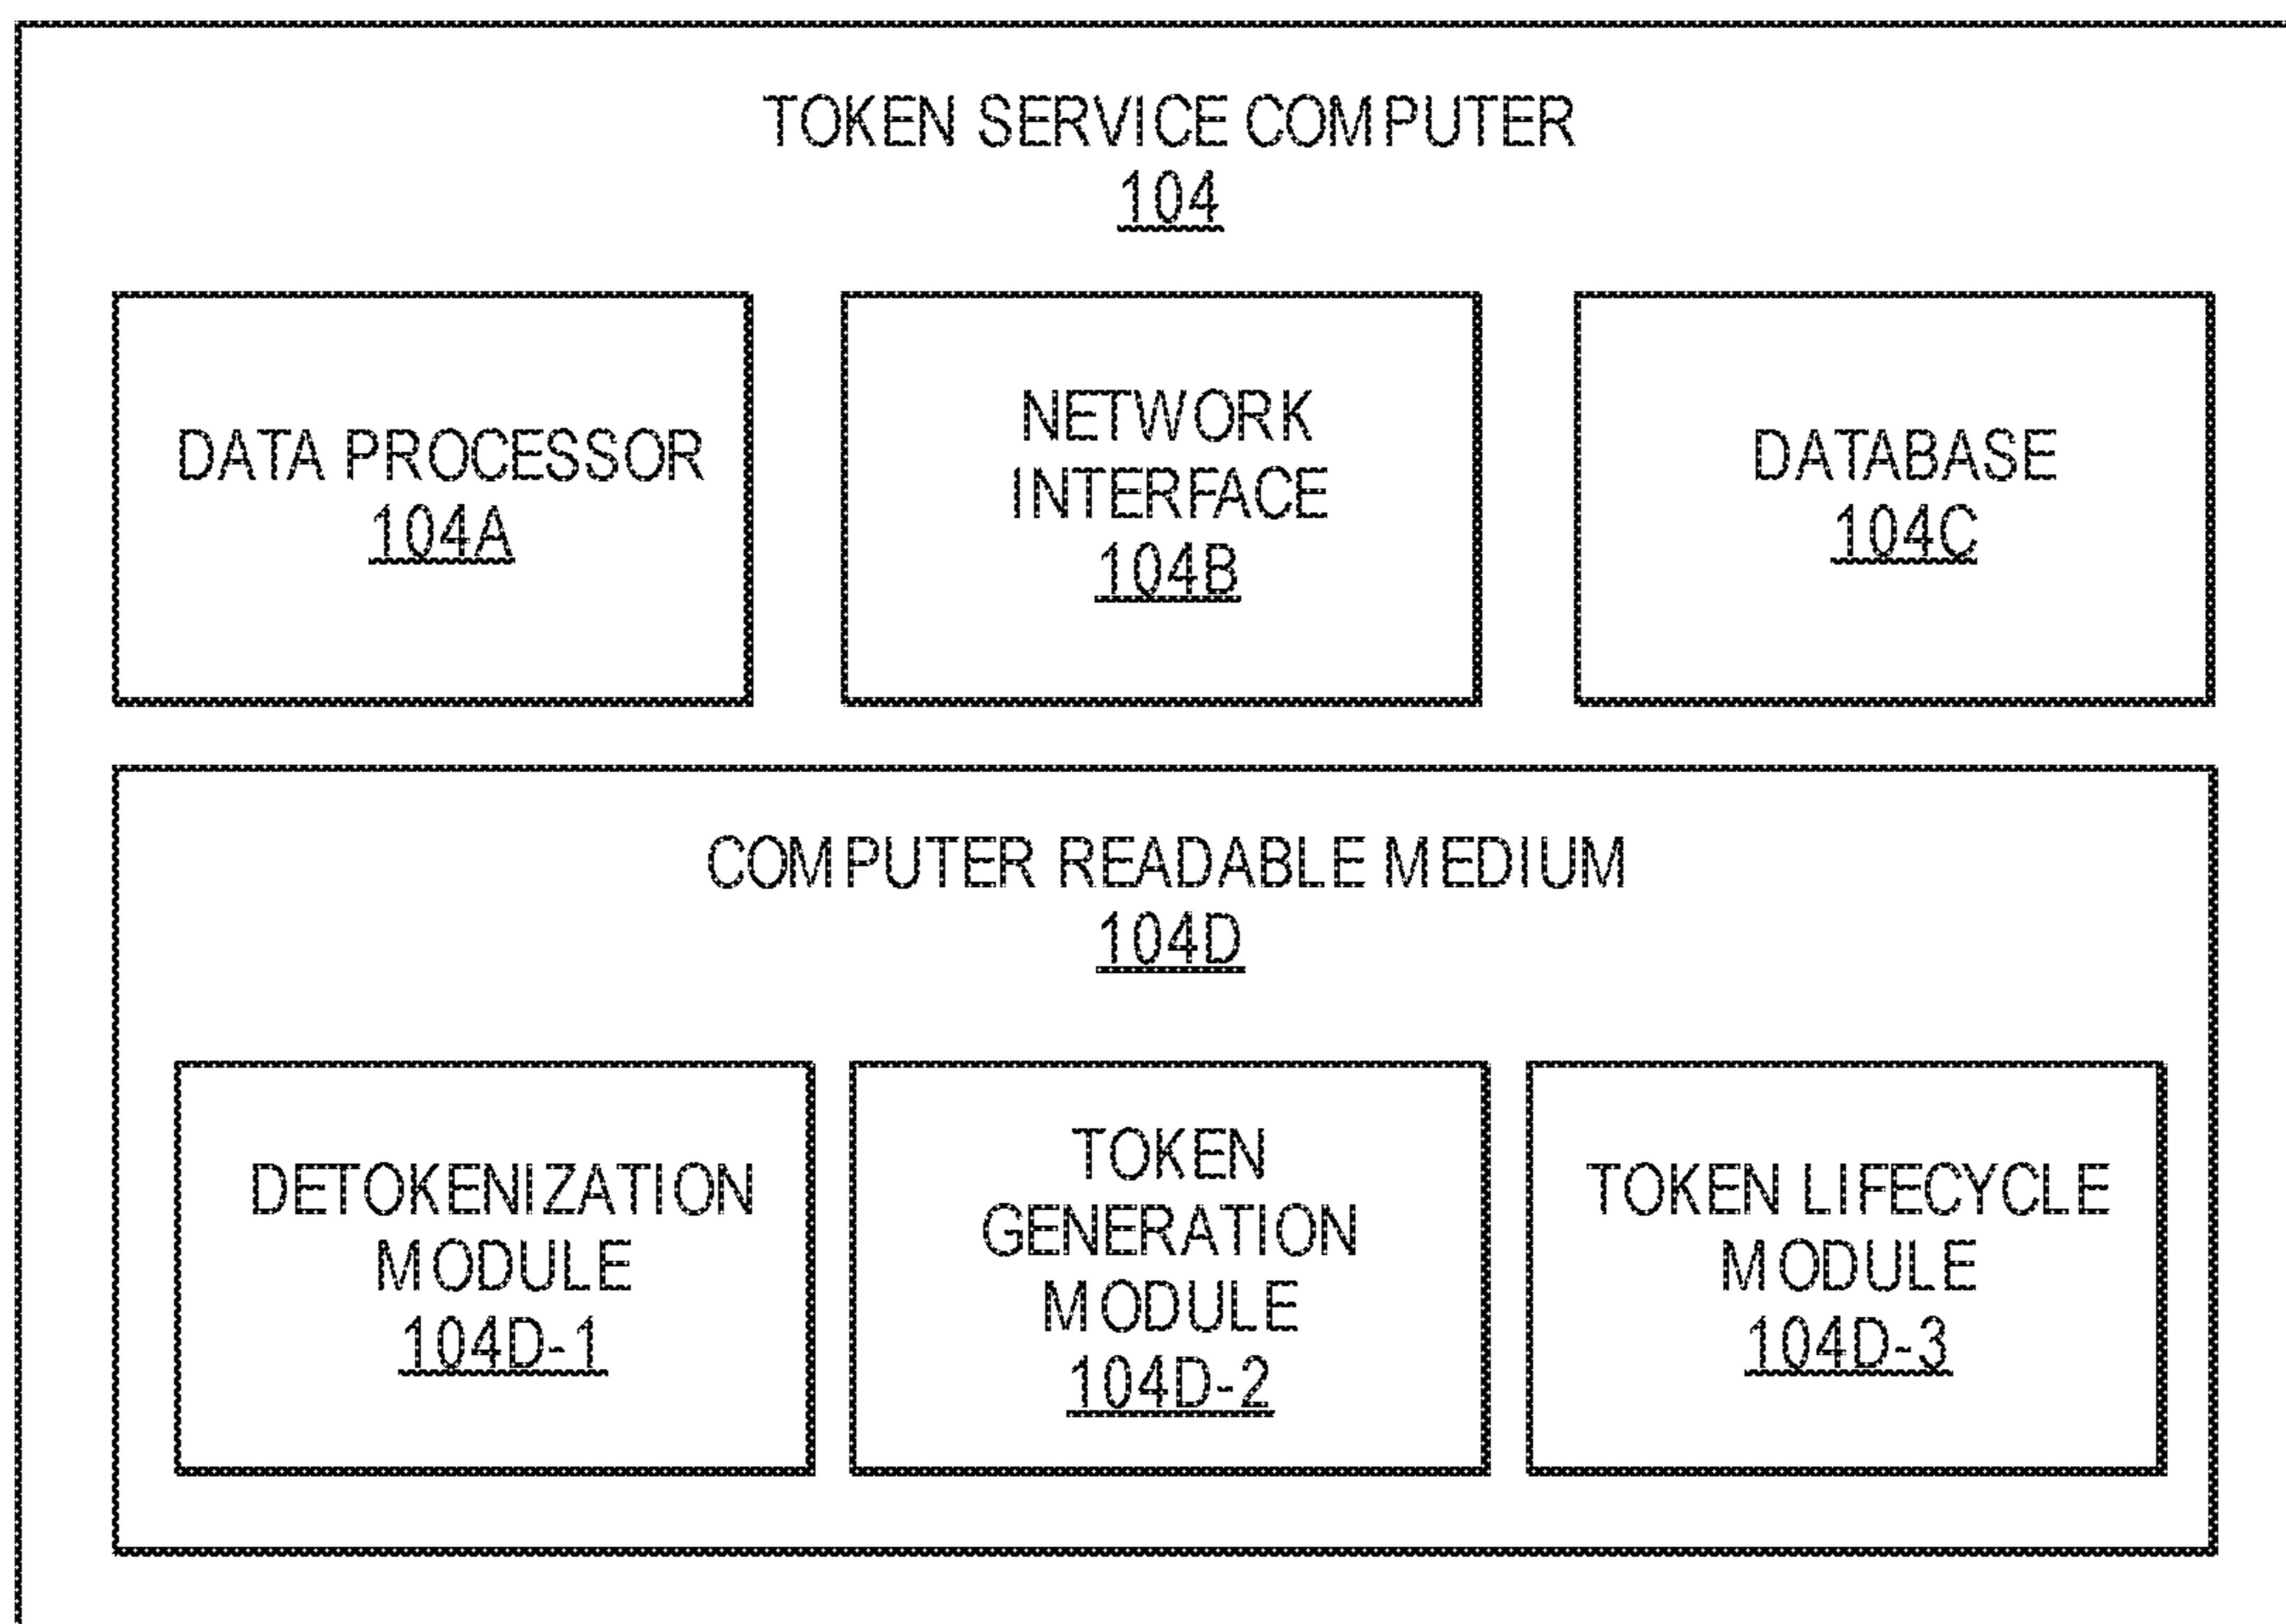 TOKEN SERVICE COMPUTER
104
DATA PROCESSOR
104A
NETWORK
INTERFACE
104B
DATABASE
104C
COMPUTER READABLE MEDIUM
104D
DETOKENIZATION
MODULE
104D-1
TOKEN
GENERATION
MODULE
104D-2
TOKEN LIFECYCLE
MODULE
104D-3